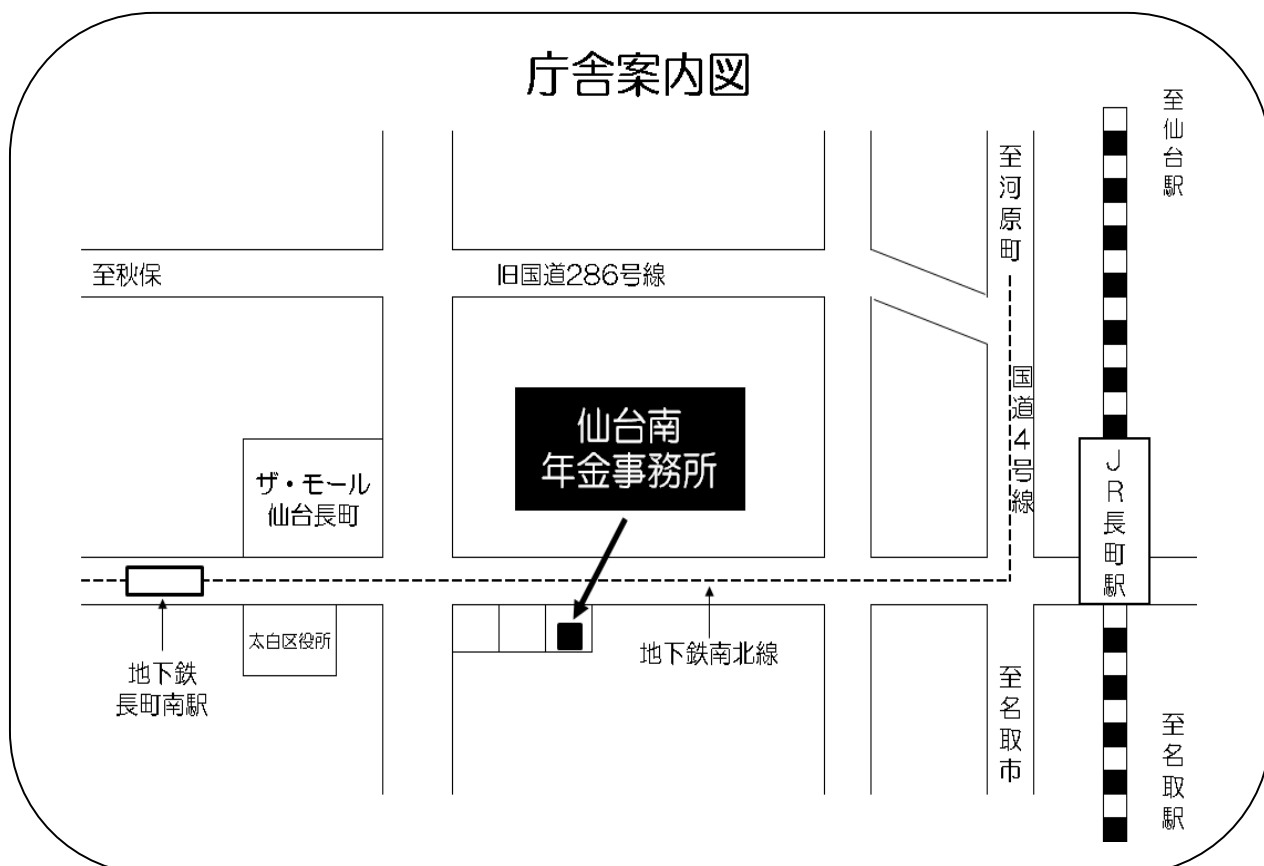 庁舎案内図
至仙台駅
至河原町
至秋保
旧国道286号線
国道4号線
仙台南
年金事務所
JR長町駅
ザ・モール
仙台長町
太白区役所
地下鉄南北線
地下鉄
長町南駅
至名取市
至名取駅